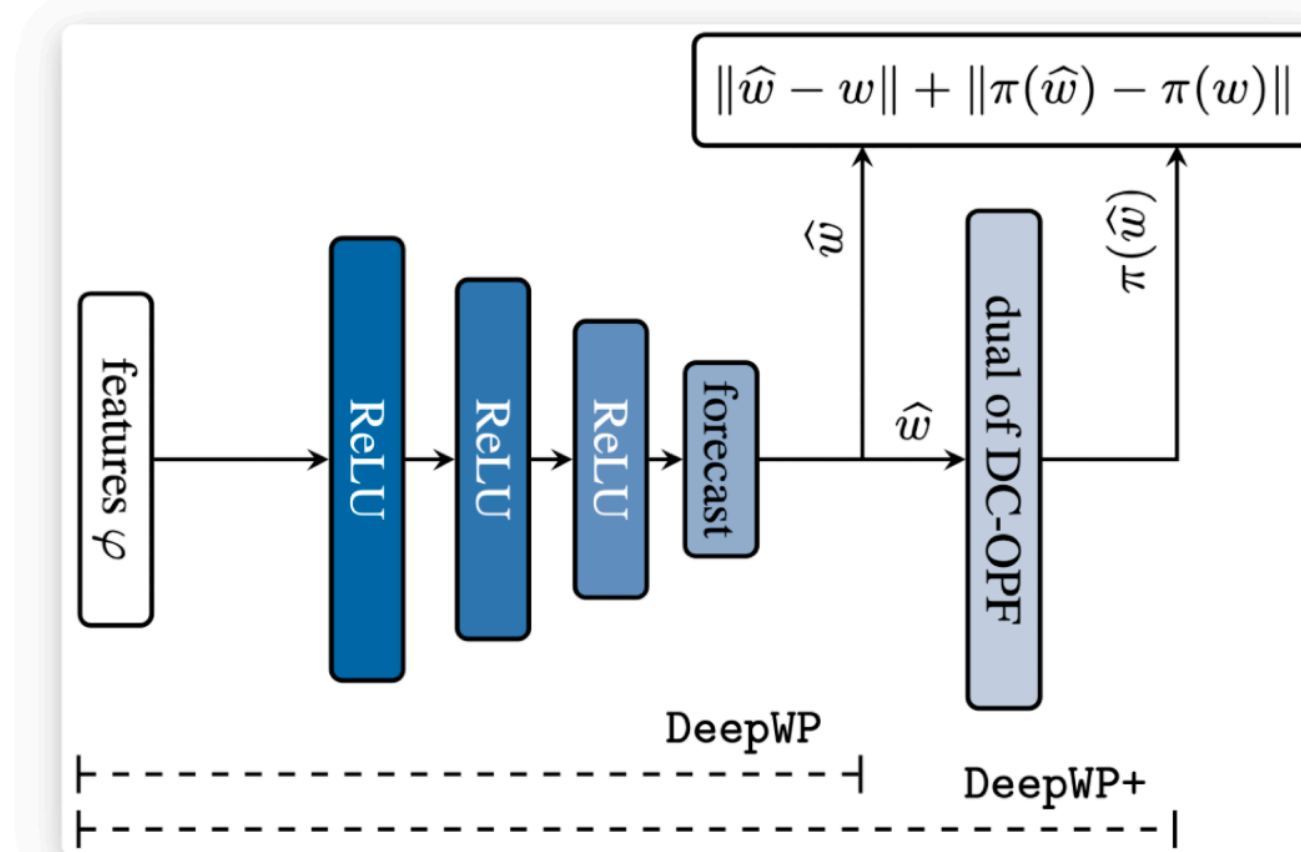 ‖ŵ − w‖ + ‖π(ŵ) − π(w)‖
ŵ
π(ŵ)
features φ
ReLU
ReLU
ReLU
forecast
ŵ
dual of DC-OPF
DeepWP
DeepWP+